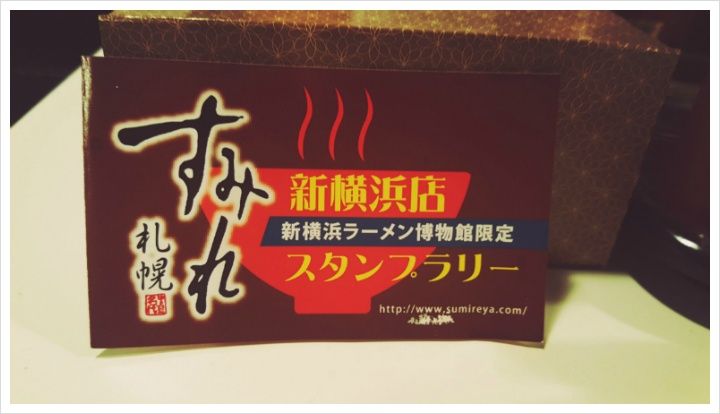 すみれ
札幌
新横浜店
新横浜ラーメン博物館限定
スタンプラリー
http://www.sumireya.com/